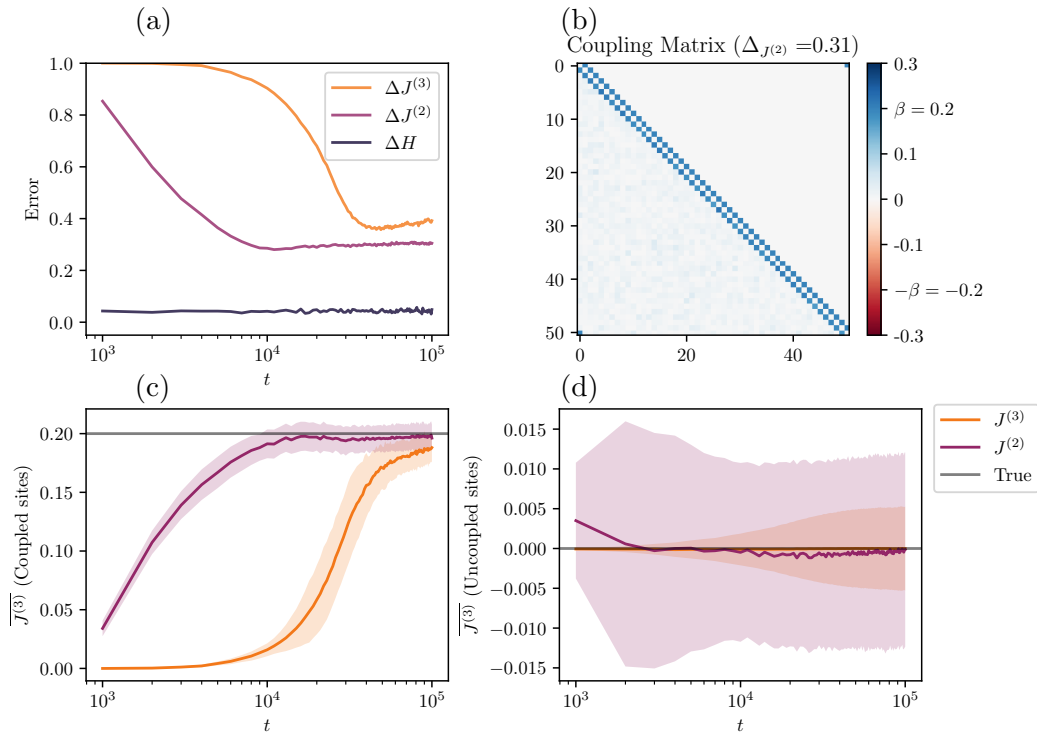 (a)
1.0
0.8
0.6
0.4
0.2
0.0
Error
ΔJ^(3)
ΔJ^(2)
ΔH
10^3
10^4
10^5
t
(b)
Coupling Matrix (Δ_{J^(2)} =0.31)
0
10
20
30
40
50
0
20
40
0.3
β = 0.2
0.1
0
-0.1
−β = −0.2
-0.3
(c)
0.20
0.15
0.10
0.05
0.00
\overline{J^(3)} (Coupled sites)
10^3
10^4
10^5
t
(d)
0.015
0.010
0.005
0.000
−0.005
−0.010
−0.015
\overline{J^(3)} (Uncoupled sites)
10^3
10^4
10^5
t
J^(3)
J^(2)
True